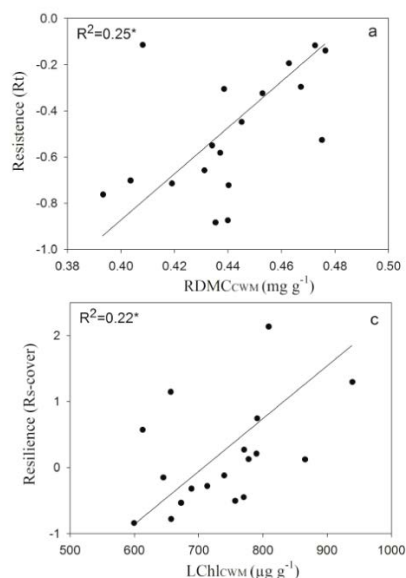 R²=0.25*
a
0.0
-0.2
-0.4
-0.6
-0.8
-1.0
Resistence (Rt)
0.38 0.40 0.42 0.44 0.46 0.48 0.50
RDMCCWM (mg g⁻¹)
R²=0.22*
c
2
1
0
-1
Resilience (Rs-cover)
500 600 700 800 900 1000
LChlCWM (µg g⁻¹)